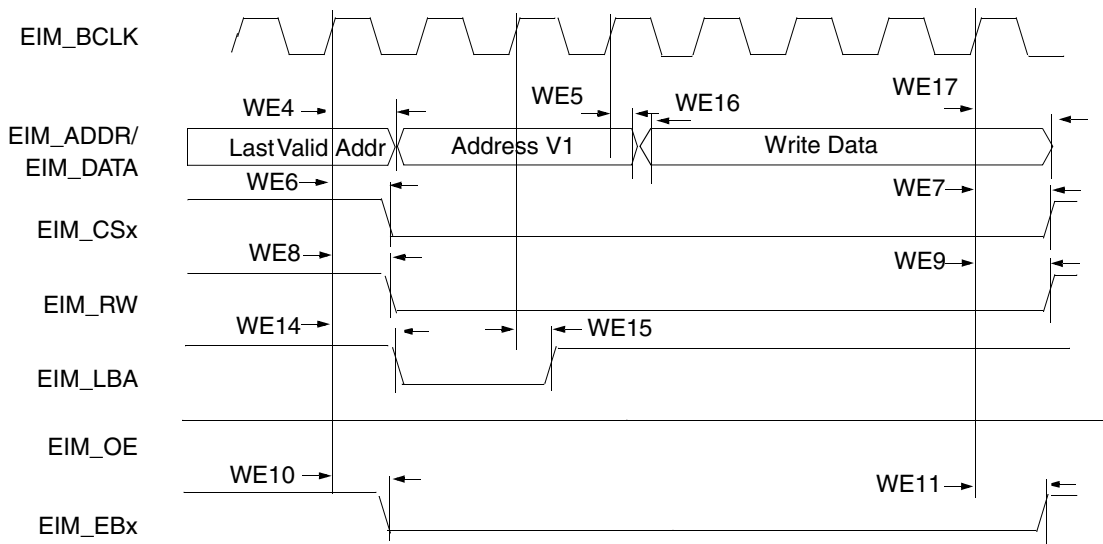 EIM_BCLK
WE4
WE5
WE16
WE17
EIM_ADDR/
EIM_DATA
Last Valid Addr
Address V1
Write Data
WE6
WE7
EIM_CSx
WE8
WE9
EIM_RW
WE14
WE15
EIM_LBA
EIM_OE
WE10
WE11
EIM_EBx